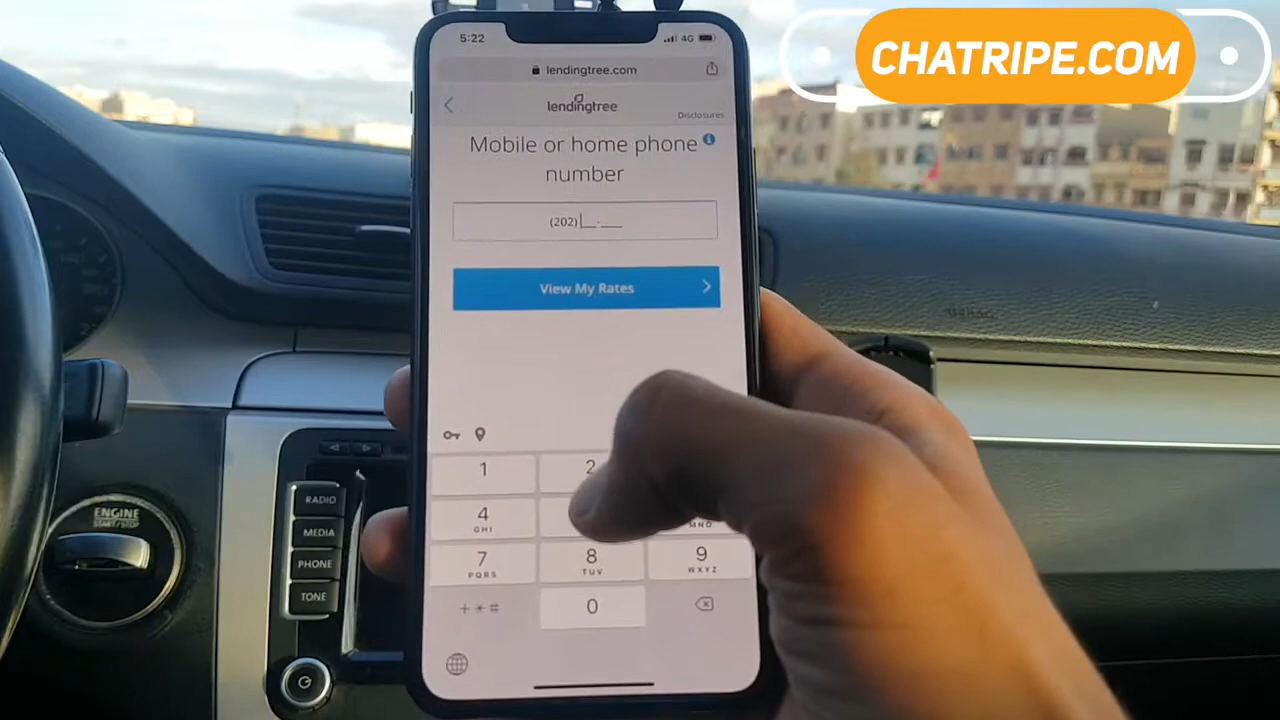 CHATRIPE.COM
5:22
4G
lendingtree.com
lendingtree
Disclosures
Mobile or home phone
number
(202)
View My Rates
1
2
4
GHI
MNO
7
PQRS
8
TUV
9
WXYZ
+*#
0
RADIO
MEDIA
PHONE
TONE
ENGINE
START/STOP
AIRBAG